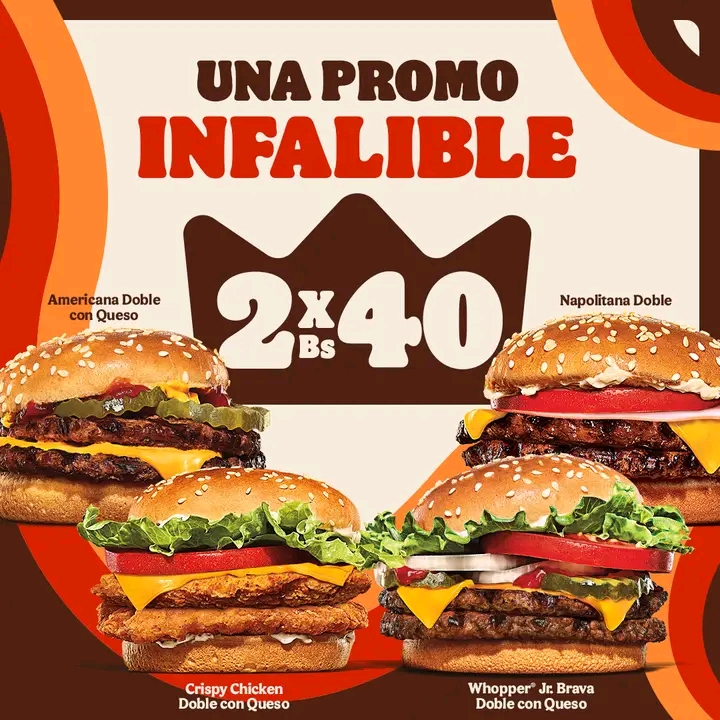 UNA PROMO
INFALIBLE
2x Bs 40
Americana Doble
con Queso
Napolitana Doble
Crispy Chicken
Doble con Queso
Whopper® Jr. Brava
Doble con Queso